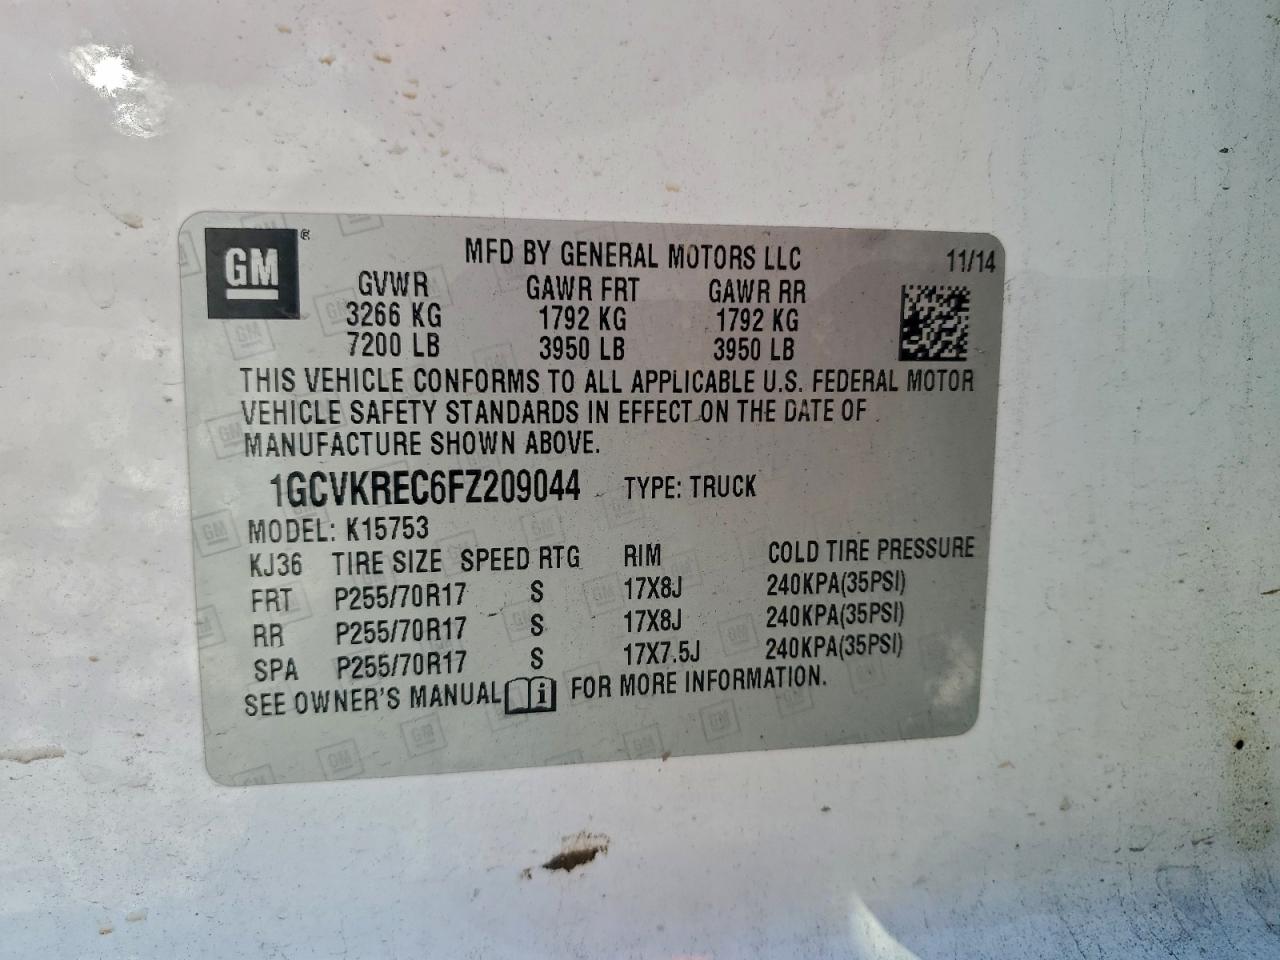 GM ® MFD BY GENERAL MOTORS LLC 11/14
GVWR GAWR FRT GAWR RR
3266 KG 1792 KG 1792 KG
7200 LB 3950 LB 3950 LB
THIS VEHICLE CONFORMS TO ALL APPLICABLE U.S. FEDERAL MOTOR
VEHICLE SAFETY STANDARDS IN EFFECT ON THE DATE OF
MANUFACTURE SHOWN ABOVE.
1GCVKREC6FZ209044 TYPE: TRUCK
MODEL: K15753
KJ36 TIRE SIZE SPEED RTG RIM COLD TIRE PRESSURE
FRT P255/70R17 S 17X8J 240KPA(35PSI)
RR P255/70R17 S 17X8J 240KPA(35PSI)
SPA P255/70R17 S 17X7.5J 240KPA(35PSI)
SEE OWNER'S MANUAL i FOR MORE INFORMATION.